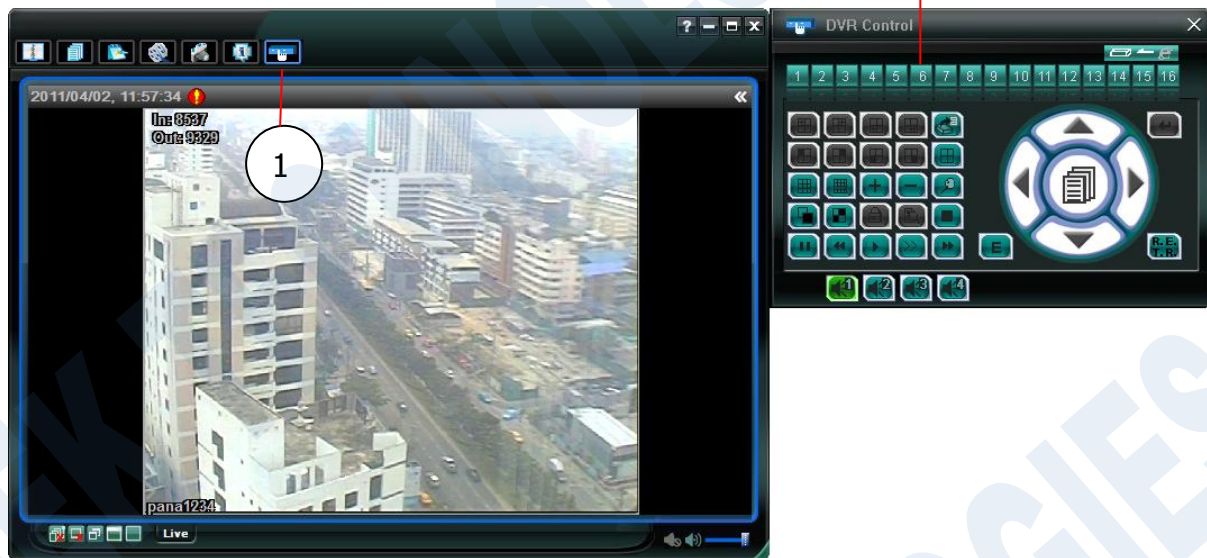 DVR Control
2011/04/02, 11:57:34
In: 8537
Out: 9329
1
1 2 3 4 5 6 7 8 9 10 11 12 13 14 15 16
E
R.E.
T.R.
1 2 3 4
pana1234
Live